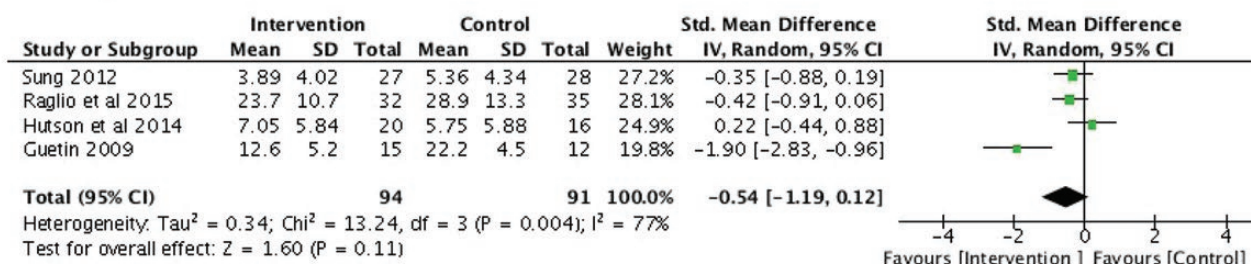 Intervention Control Std. Mean Difference Std. Mean Difference
Study or Subgroup Mean SD Total Mean SD Total Weight IV, Random, 95% CI IV, Random, 95% CI
Sung 2012 3.89 4.02 27 5.36 4.34 28 27.2% −0.35 [−0.88, 0.19]
Raglio et al 2015 23.7 10.7 32 28.9 13.3 35 28.1% −0.42 [−0.91, 0.06]
Hutson et al 2014 7.05 5.84 20 5.75 5.88 16 24.9% 0.22 [−0.44, 0.88]
Guetin 2009 12.6 5.2 15 22.2 4.5 12 19.8% −1.90 [−2.83, −0.96]
Total (95% CI) 94 91 100.0% −0.54 [−1.19, 0.12]
Heterogeneity: Tau² = 0.34; Chi² = 13.24, df = 3 (P = 0.004); I² = 77%
Test for overall effect: Z = 1.60 (P = 0.11)
−4 −2 0 2 4
Favours [Intervention ] Favours [Control]